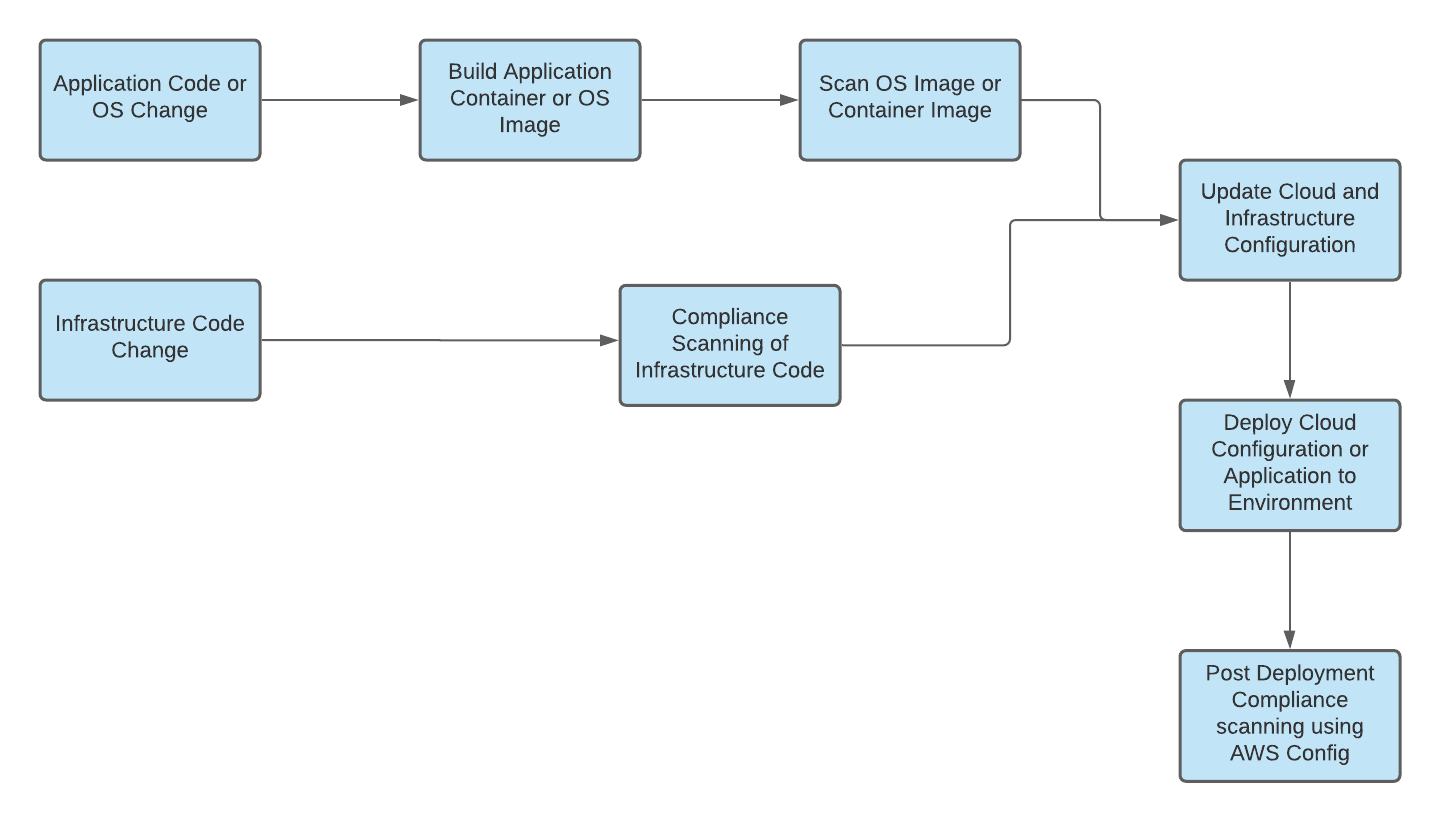 Application Code or
OS Change
Build Application
Container or OS
Image
Scan OS Image or
Container Image
Update Cloud and
Infrastructure
Configuration
Infrastructure Code
Change
Compliance
Scanning of
Infrastructure Code
Deploy Cloud
Configuration or
Application to
Environment
Post Deployment
Compliance
scanning using
AWS Config